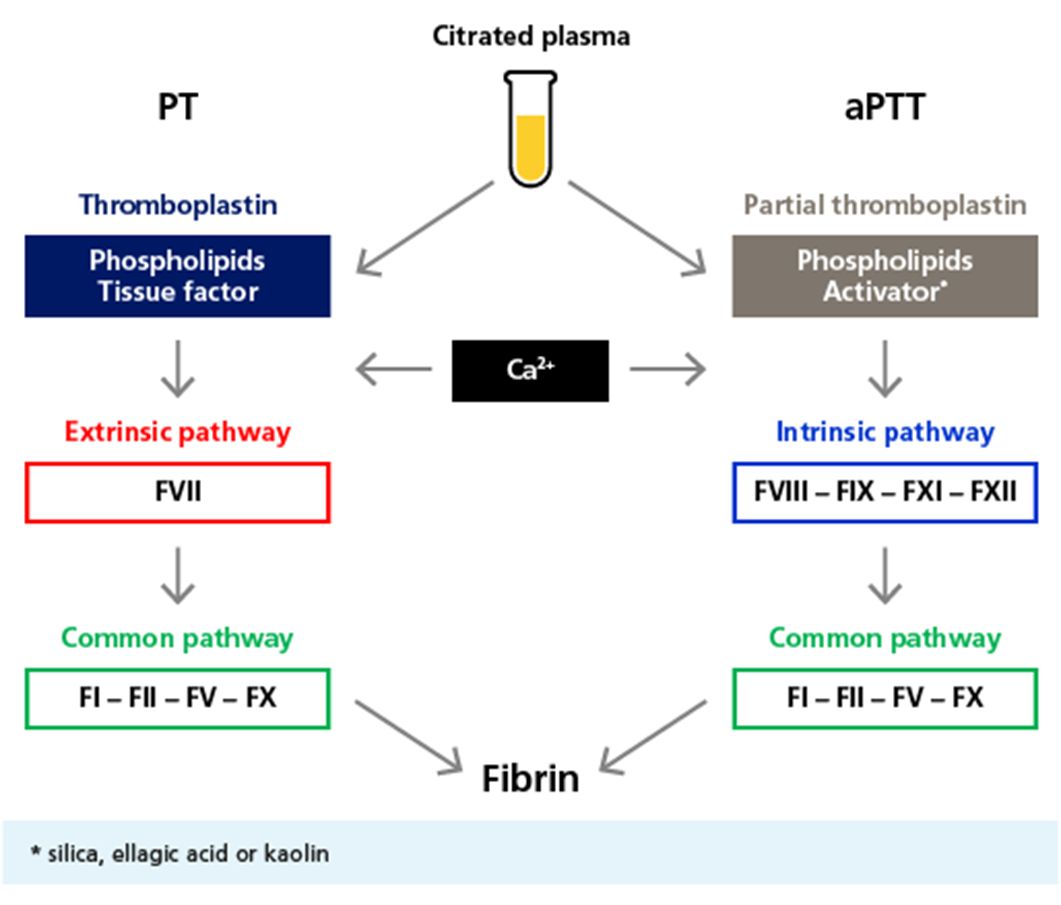 Citrated plasma
PT
aPTT
Thromboplastin
Partial thromboplastin
Phospholipids
Tissue factor
Phospholipids
Activator*
Ca²⁺
Extrinsic pathway
Intrinsic pathway
FVII
FVIII – FIX – FXI – FXII
Common pathway
Common pathway
FI – FII – FV – FX
FI – FII – FV – FX
Fibrin
* silica, ellagic acid or kaolin